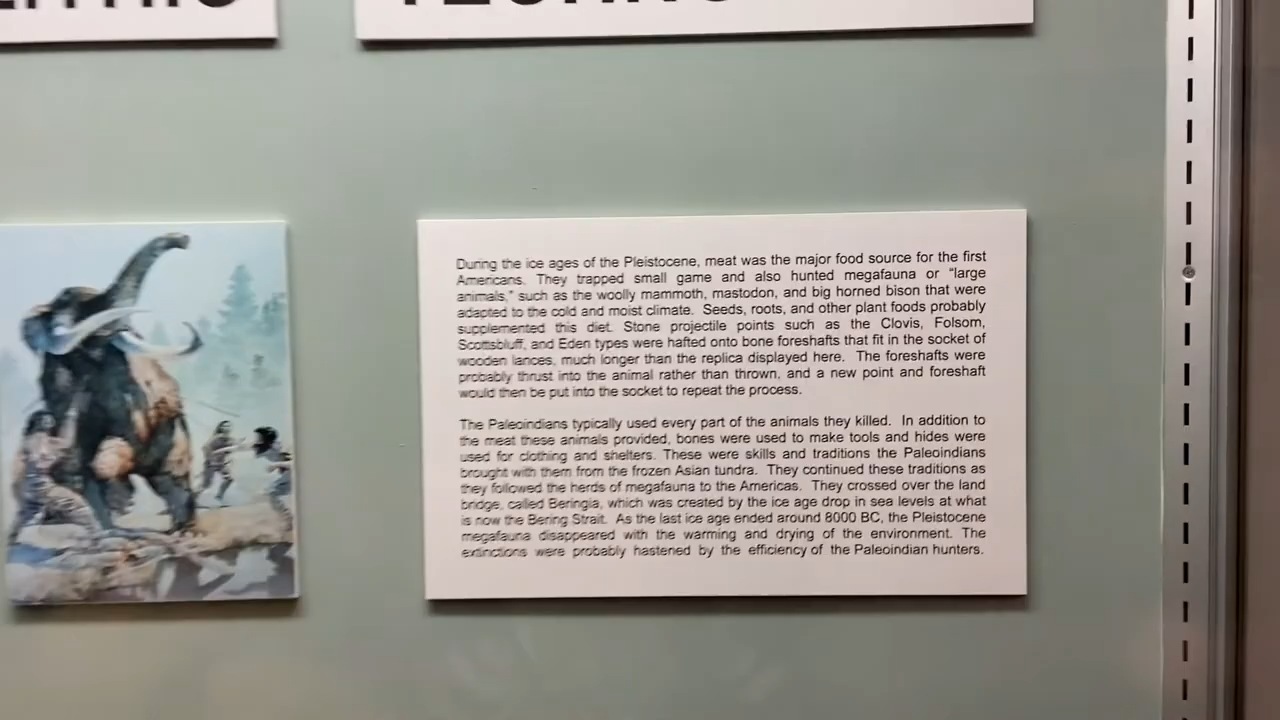 During the ice ages of the Pleistocene, meat was the major food source for the first
Americans. They trapped small game and also hunted megafauna or “large
animals,” such as the woolly mammoth, mastodon, and big horned bison that were
adapted to the cold and moist climate. Seeds, roots, and other plant foods probably
supplemented this diet. Stone projectile points such as the Clovis, Folsom,
Scottsbluff, and Eden types were hafted onto bone foreshafts that fit in the socket of
wooden lances, much longer than the replica displayed here. The foreshafts were
probably thrust into the animal rather than thrown, and a new point and foreshaft
would then be put into the socket to repeat the process.
The Paleoindians typically used every part of the animals they killed. In addition to
the meat these animals provided, bones were used to make tools and hides were
used for clothing and shelters. These were skills and traditions the Paleoindians
brought with them from the frozen Asian tundra. They continued these traditions as
they followed the herds of megafauna to the Americas. They crossed over the land
bridge, called Beringia, which was created by the ice age drop in sea levels at what
is now the Bering Strait. As the last ice age ended around 8000 BC, the Pleistocene
megafauna disappeared with the warming and drying of the environment. The
extinctions were probably hastened by the efficiency of the Paleoindian hunters.